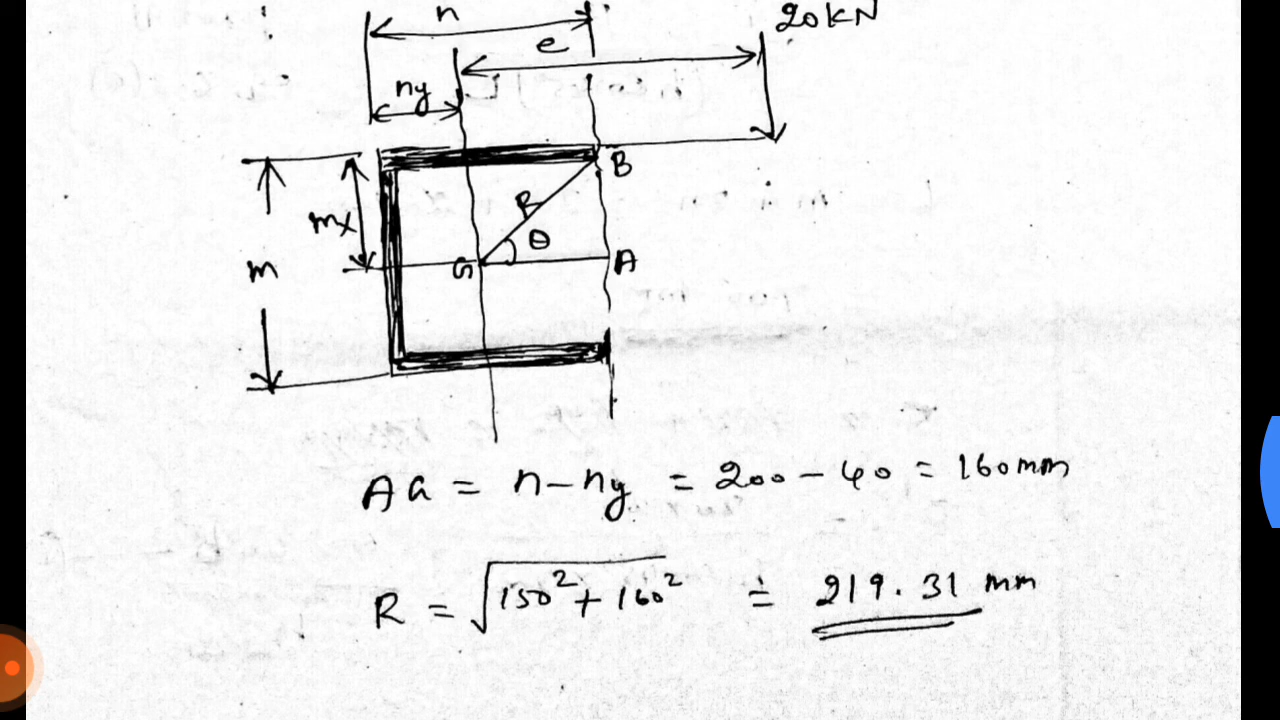 n
20kN
e
ny
B
mx
R
θ
m
G
A
AG = n-ny = 200 - 40 = 160mm
R = √150²+160² = 219.31 mm